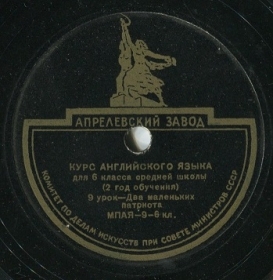 АПРЕЛЕВСКИЙ ЗАВОД
КУРС АНГЛИЙСКОГО ЯЗЫКА
для 6 класса средней школы
(2 год обучения)
9 урок—Два маленьких
патриота
МПАЯ—9—6 кл.
КОМИТЕТ ПО ДЕЛАМ ИСКУССТВ ПРИ СОВЕТЕ МИНИСТРОВ СССР